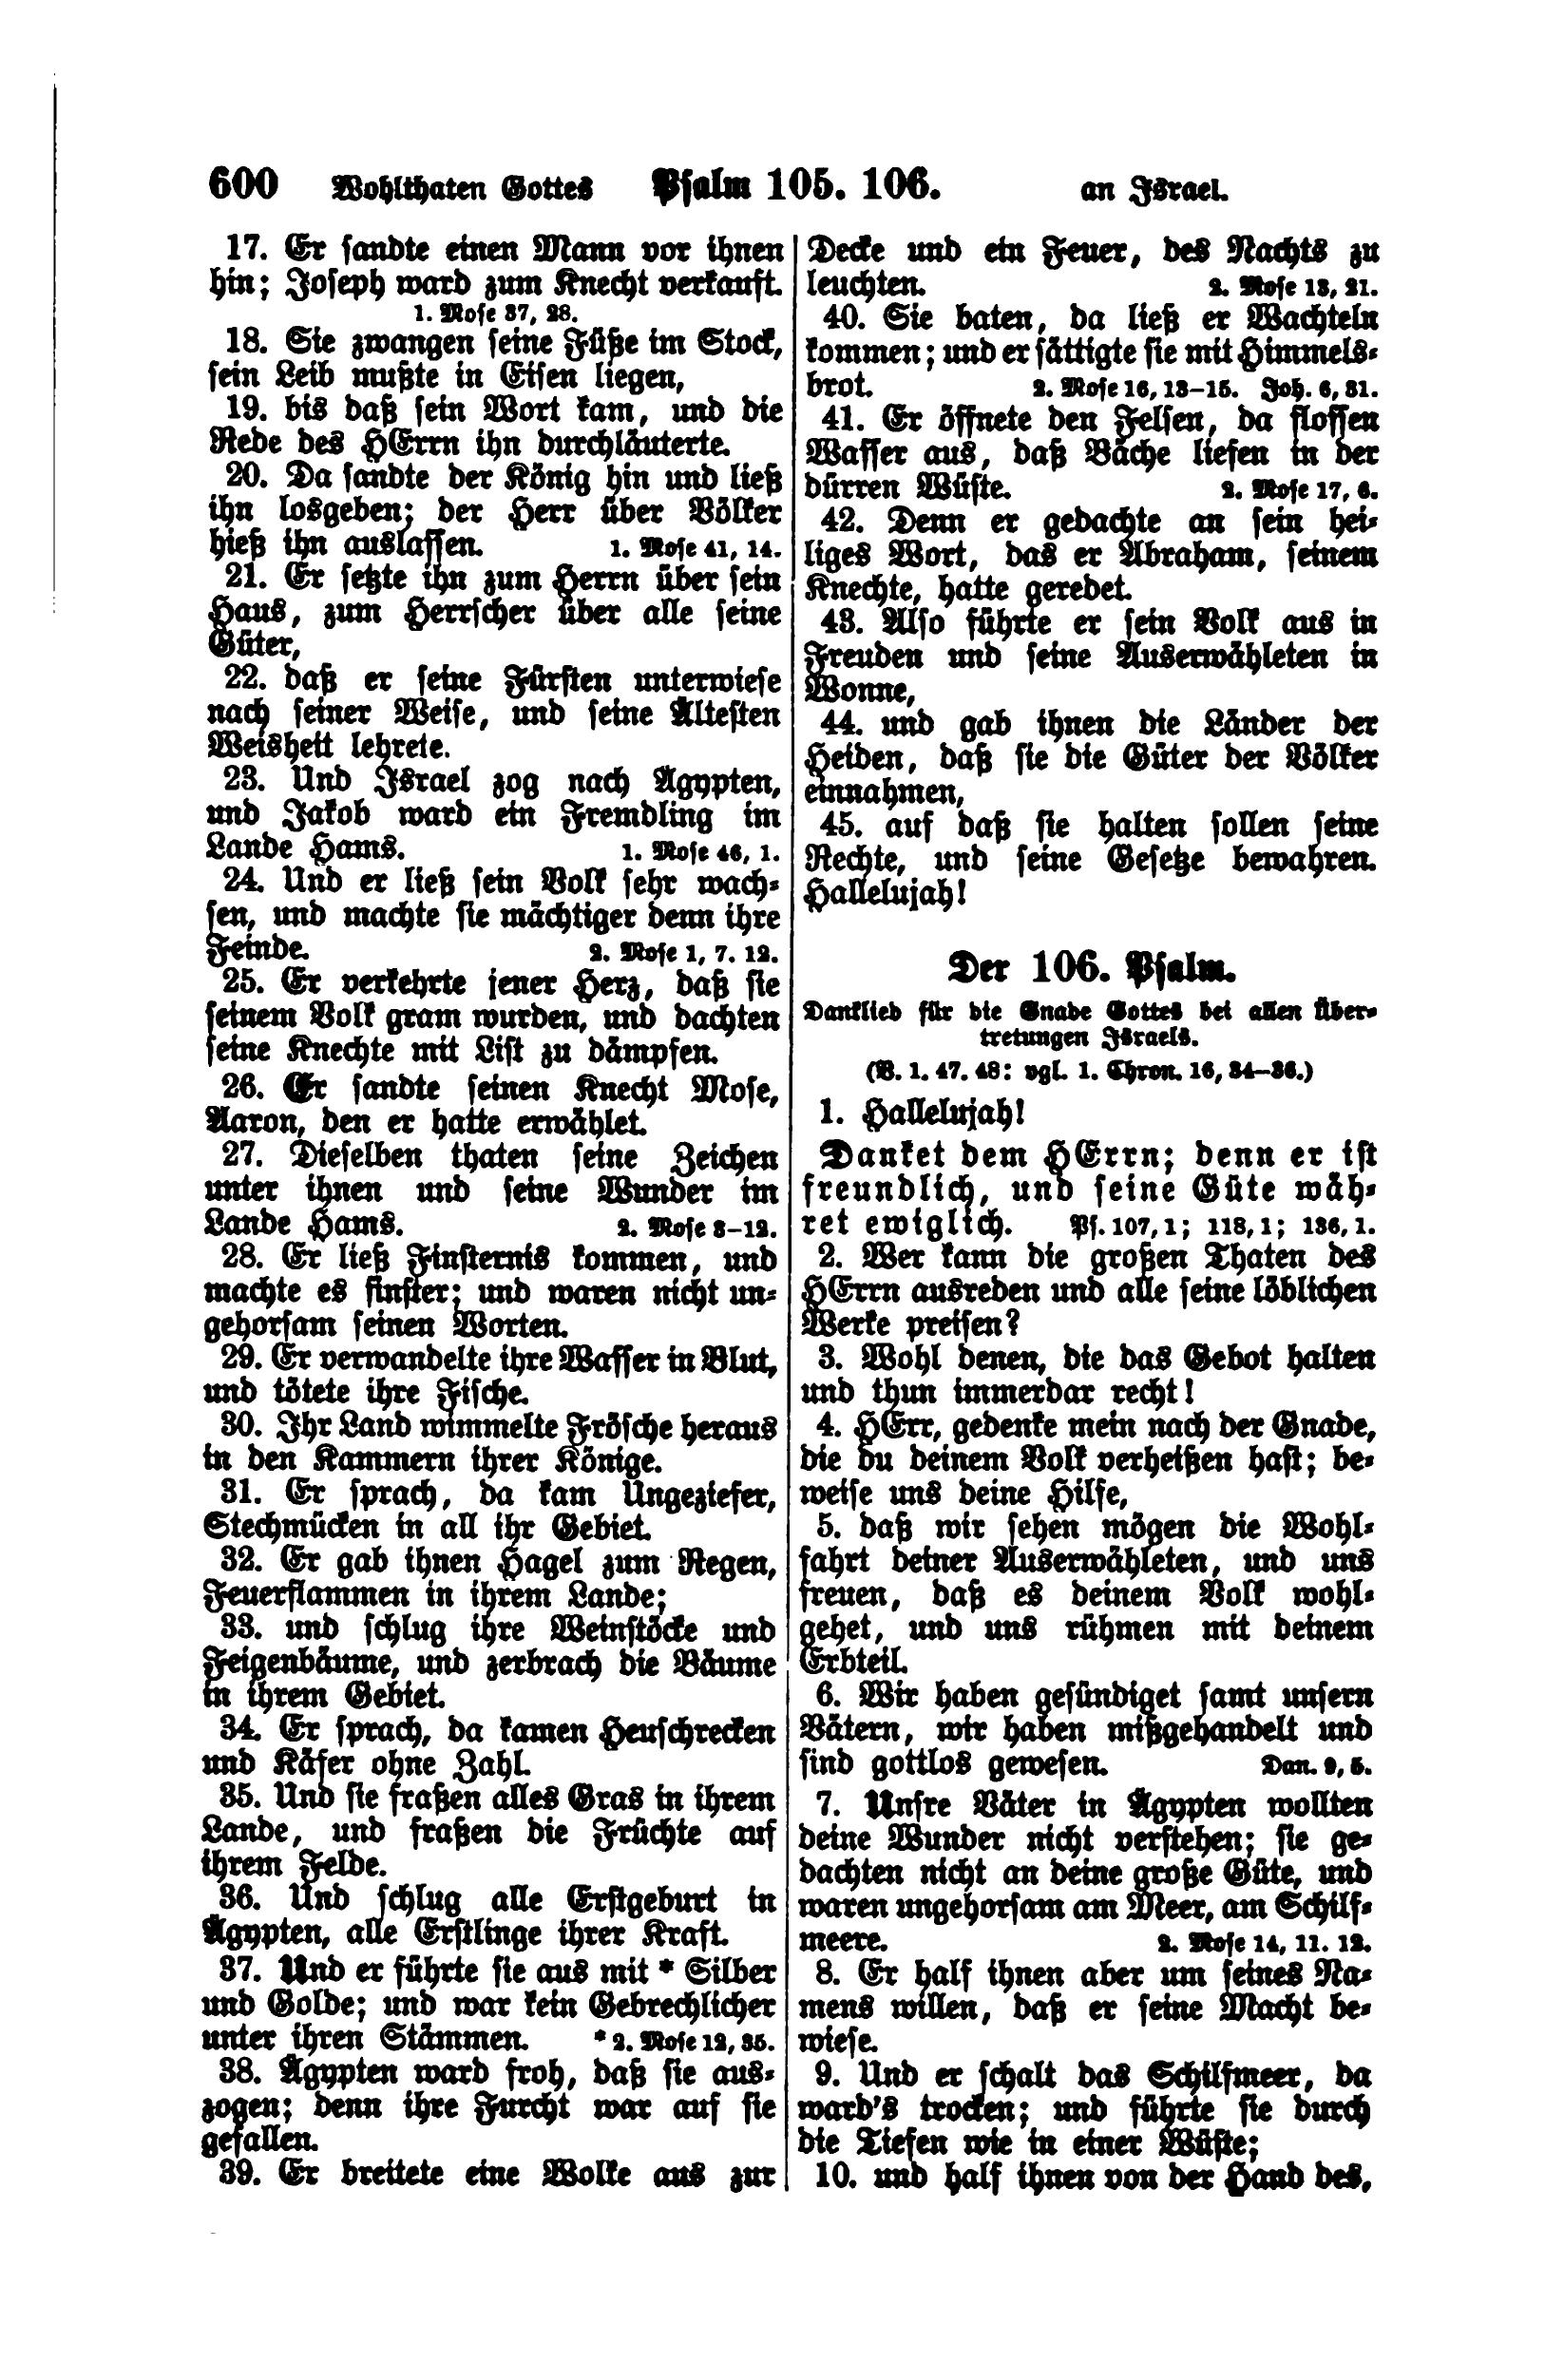 600 Wohlthaten Gottes Psalm 105. 106. an Israel.
17. Er sandte einen Mann vor ihnen
hin; Joseph ward zum Knecht verkauft.
1. Mose 37, 28.
18. Sie zwangen seine Füße im Stock,
sein Leib mußte in Eisen liegen,
19. bis daß sein Wort kam, und die
Rede des HErrn ihn durchläuterte.
20. Da sandte der König hin und ließ
ihn losgeben; der Herr über Völker
hieß ihn auslassen. 1. Mose 41, 14.
21. Er setzte ihn zum Herrn über sein
Haus, zum Herrscher über alle seine
Güter,
22. daß er seine Fürsten unterwiese
nach seiner Weise, und seine Ältesten
Weisheit lehrete.
23. Und Israel zog nach Ägypten,
und Jakob ward ein Fremdling im
Lande Hams. 1. Mose 46, 1.
24. Und er ließ sein Volk sehr wach-
sen, und machte sie mächtiger denn ihre
Feinde. 2. Mose 1, 7. 12.
25. Er verkehrte jener Herz, daß sie
seinem Volk gram wurden, und dachten
seine Knechte mit List zu dämpfen.
26. Er sandte seinen Knecht Mose,
Aaron, den er hatte erwählet.
27. Dieselben thaten seine Zeichen
unter ihnen und seine Wunder im
Lande Hams. 2. Mose 8–12.
28. Er ließ Finsternis kommen, und
machte es finster; und waren nicht un-
gehorsam seinen Worten.
29. Er verwandelte ihre Wasser in Blut,
und tötete ihre Fische.
30. Ihr Land wimmelte Frösche heraus
in den Kammern ihrer Könige.
31. Er sprach, da kam Ungeziefer,
Stechmücken in all ihr Gebiet.
32. Er gab ihnen Hagel zum Regen,
Feuerflammen in ihrem Lande;
33. und schlug ihre Weinstöcke und
Feigenbäume, und zerbrach die Bäume
in ihrem Gebiet.
34. Er sprach, da kamen Heuschrecken
und Käfer ohne Zahl.
35. Und sie fraßen alles Gras in ihrem
Lande, und fraßen die Früchte auf
ihrem Felde.
36. Und schlug alle Erstgeburt in
Ägypten, alle Erstlinge ihrer Kraft.
37. Und er führte sie aus mit * Silber
und Golde; und war kein Gebrechlicher
unter ihren Stämmen. * 2. Mose 12, 35.
38. Ägypten ward froh, daß sie aus-
zogen; denn ihre Furcht war auf sie
gefallen.
39. Er breitete eine Wolke aus zur
Decke und ein Feuer, des Nachts zu
leuchten. 2. Mose 13, 21.
40. Sie baten, da ließ er Wachteln
kommen; und er sättigte sie mit Himmels-
brot. 2. Mose 16, 13–15. Joh. 6, 31.
41. Er öffnete den Felsen, da flossen
Wasser aus, daß Bäche liefen in der
dürren Wüste. 2. Mose 17, 6.
42. Denn er gedachte an sein hei-
liges Wort, das er Abraham, seinem
Knechte, hatte geredet.
43. Also führte er sein Volk aus in
Freuden und seine Auserwähleten in
Wonne,
44. und gab ihnen die Länder der
Heiden, daß sie die Güter der Völker
einnahmen,
45. auf daß sie halten sollen seine
Rechte, und seine Gesetze bewahren.
Hallelujah!
Der 106. Psalm.
Danklied für die Gnade Gottes bei allen Über-
tretungen Israels.
(V. 1. 47. 48: vgl. 1. Chron. 16, 34–36.)
1. Hallelujah!
Danket dem HErrn; denn er ist
freundlich, und seine Güte wäh-
ret ewiglich. Ps. 107, 1; 118, 1; 136, 1.
2. Wer kann die großen Thaten des
HErrn ausreden und alle seine löblichen
Werke preisen?
3. Wohl denen, die das Gebot halten
und thun immerdar recht!
4. HErr, gedenke mein nach der Gnade,
die du deinem Volk verheißen hast; be-
weise uns deine Hilfe,
5. daß wir sehen mögen die Wohl-
fahrt deiner Auserwähleten, und uns
freuen, daß es deinem Volk wohl-
gehet, und uns rühmen mit deinem
Erbteil.
6. Wir haben gesündiget samt unsern
Vätern, wir haben mißgehandelt und
sind gottlos gewesen. Dan. 9, 5.
7. Unsre Väter in Ägypten wollten
deine Wunder nicht verstehen; sie ge-
dachten nicht an deine große Güte, und
waren ungehorsam am Meer, am Schilf-
meere. 2. Mose 14, 11. 12.
8. Er half ihnen aber um seines Na-
mens willen, daß er seine Macht be-
wiese.
9. Und er schalt das Schilfmeer, da
ward's trocken; und führte sie durch
die Tiefen wie in einer Wüste;
10. und half ihnen von der Hand des,